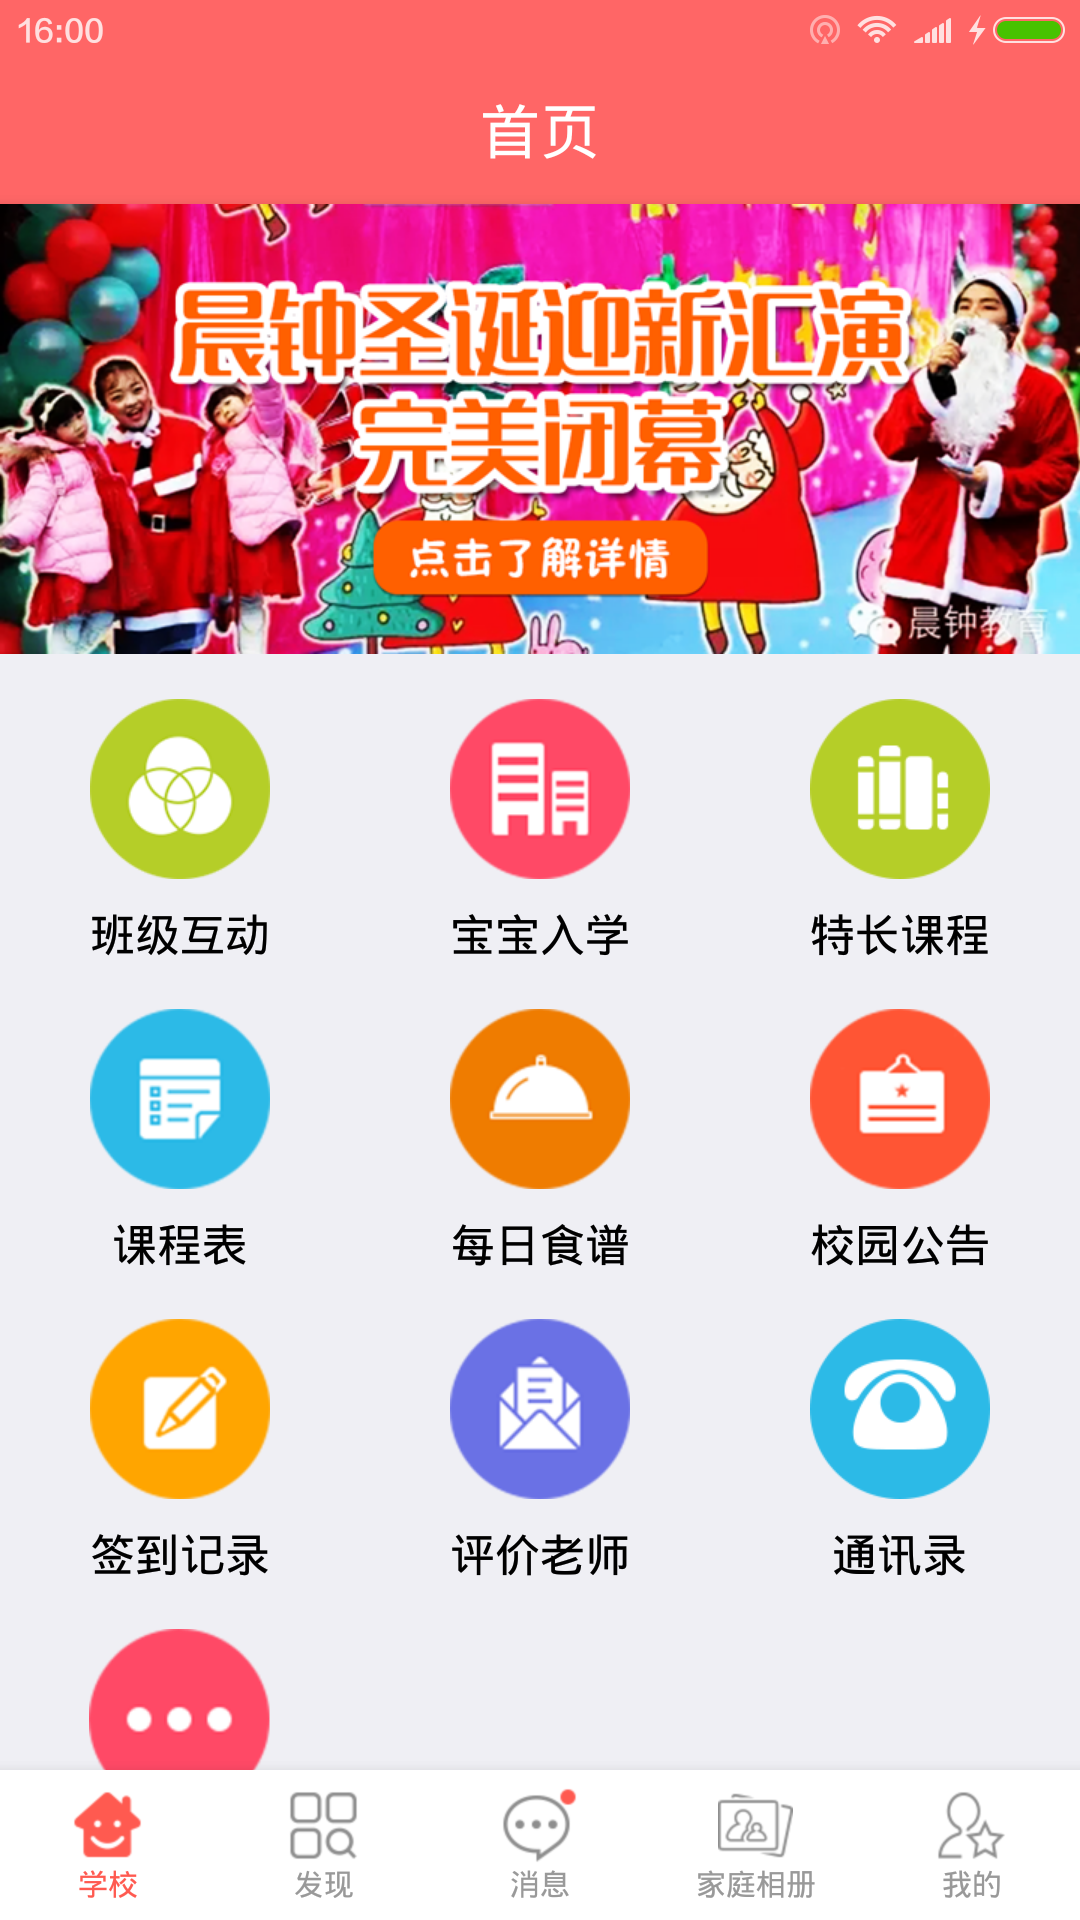 16:00
首页
晨钟圣诞迎新汇演
完美闭幕
点击了解详情
晨钟教育
班级互动
宝宝入学
特长课程
课程表
每日食谱
校园公告
签到记录
评价老师
通讯录
学校
发现
消息
家庭相册
我的